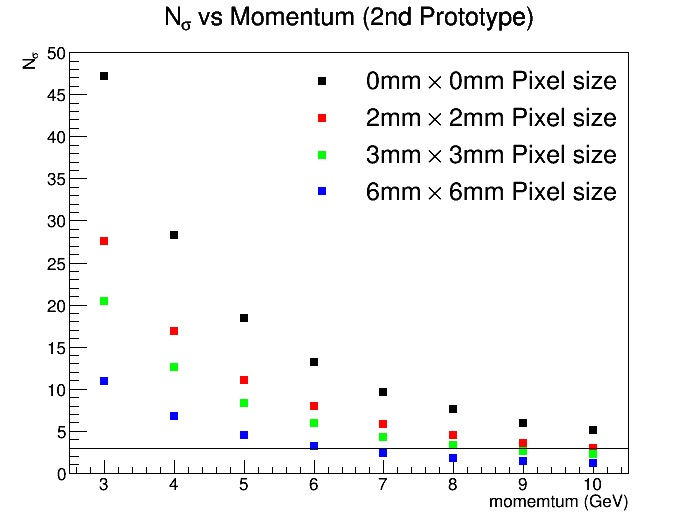 Nσ vs Momentum (2nd Prototype)
Nσ
50
45
40
35
30
25
20
15
10
5
0
0mm × 0mm Pixel size
2mm × 2mm Pixel size
3mm × 3mm Pixel size
6mm × 6mm Pixel size
3 4 5 6 7 8 9 10
momemtum (GeV)